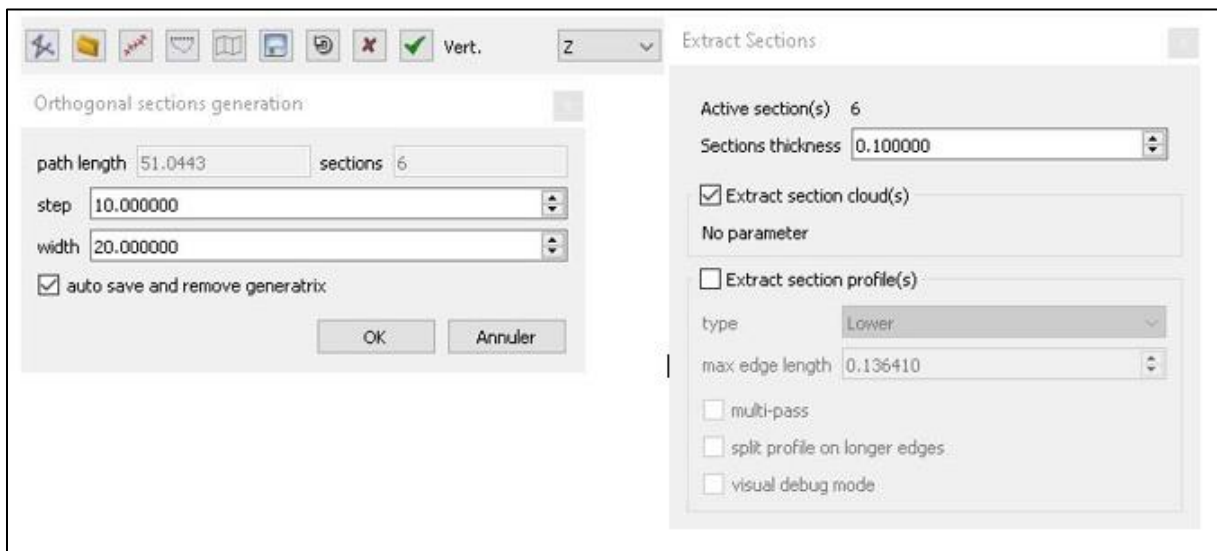 Vert. Z
Orthogonal sections generation
path length 51.0443 sections 6
step 10.000000
width 20.000000
auto save and remove generatrix
OK Annuler
Extract Sections
Active section(s) 6
Sections thickness 0.100000
Extract section cloud(s)
No parameter
Extract section profile(s)
type Lower
max edge length 0.136410
multi-pass
split profile on longer edges
visual debug mode